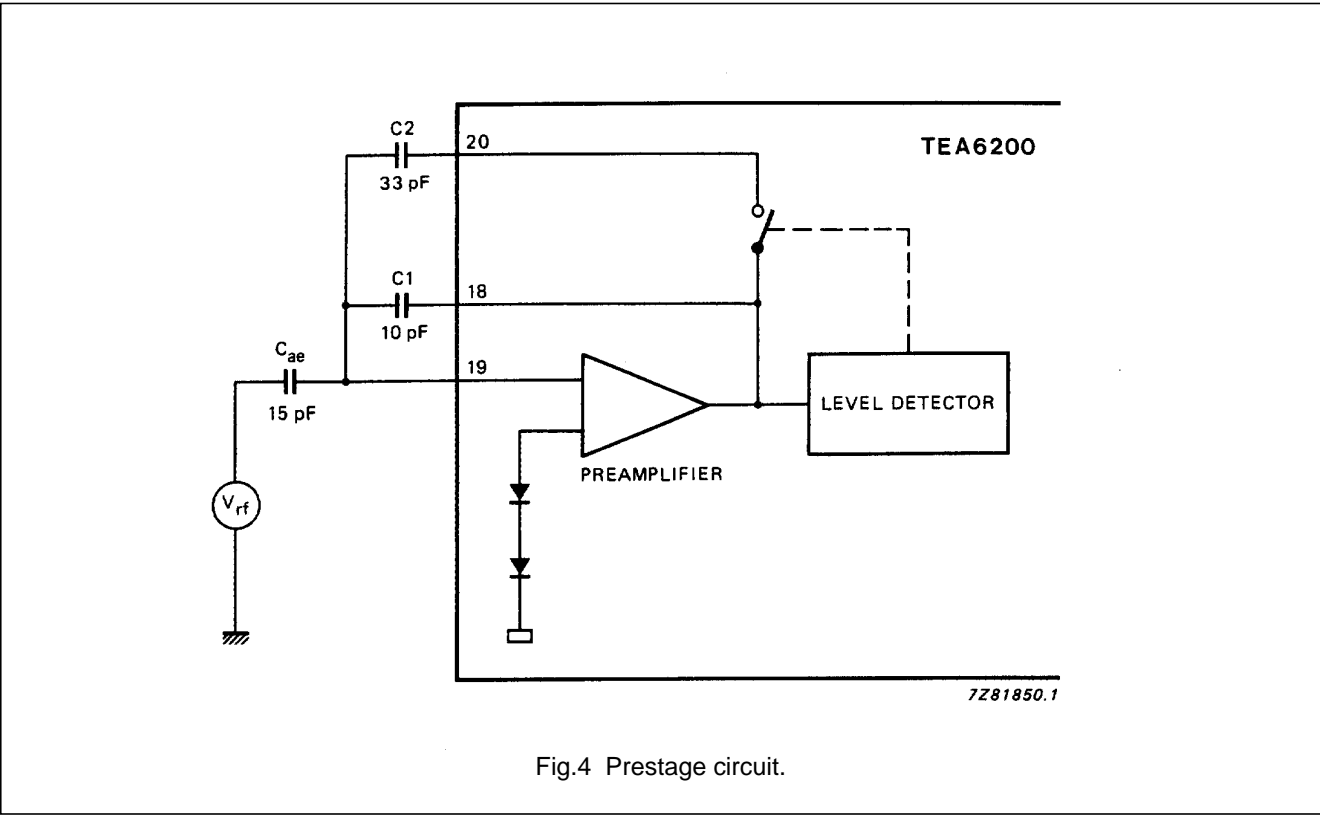 C2
20
TEA6200
33 pF
C1
18
10 pF
Cae
19
15 pF
LEVEL DETECTOR
PREAMPLIFIER
Vrf
7Z81850.1
Fig.4 Prestage circuit.